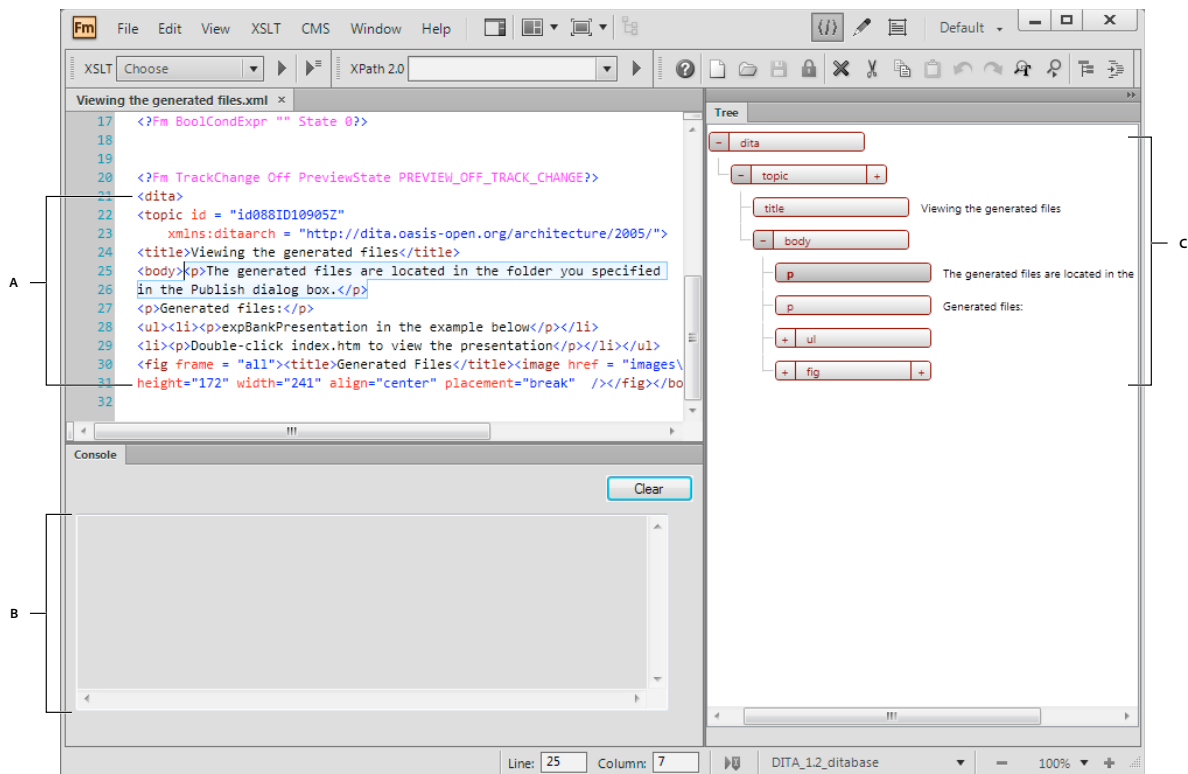 Fm File Edit View XSLT CMS Window Help Default
XSLT Choose XPath 2.0
Viewing the generated files.xml ×
17 <?Fm BoolCondExpr "" State 0?>
18
19
20 <?Fm TrackChange Off PreviewState PREVIEW_OFF_TRACK_CHANGE?>
21 <dita>
22 <topic id = "id088ID10905Z"
23 xmlns:ditaarch = "http://dita.oasis-open.org/architecture/2005/">
24 <title>Viewing the generated files</title>
25 <body><p>The generated files are located in the folder you specified
26 in the Publish dialog box.</p>
27 <p>Generated files:</p>
28 <ul><li><p>expBankPresentation in the example below</p></li>
29 <li><p>Double-click index.htm to view the presentation</p></li></ul>
30 <fig frame = "all"><title>Generated Files</title><image href = "images\
31 height="172" width="241" align="center" placement="break" /></fig></bo
32
A
Console
Clear
B
Tree
dita
topic
title Viewing the generated files
body
p The generated files are located in the
p Generated files:
ul
fig
C
Line: 25 Column: 7 DITA_1.2_ditabase 100%